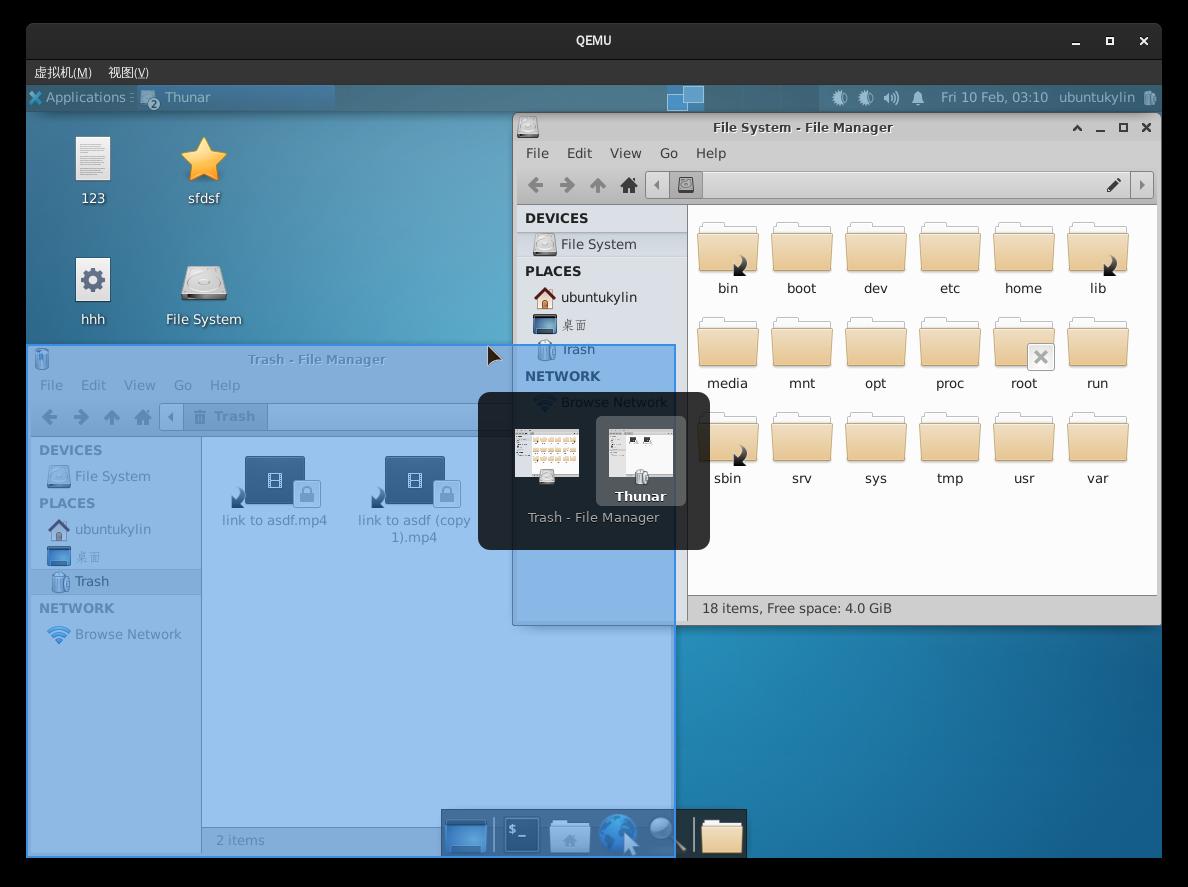 QEMU
虚拟机(M) 视图(V)
Applications 2 Thunar Fri 10 Feb, 03:10 ubuntukylin
123
sfdsf
hhh
File System
File System - File Manager
File Edit View Go Help
DEVICES
File System
PLACES
ubuntukylin
桌面
Trash
NETWORK
Browse Network
bin boot dev etc home lib
media mnt opt proc root run
sbin srv sys tmp usr var
18 items, Free space: 4.0 GiB
Trash - File Manager
File Edit View Go Help
Trash
DEVICES
File System
PLACES
ubuntukylin
桌面
Trash
NETWORK
Browse Network
link to asdf.mp4
link to asdf (copy
1).mp4
2 items
Thunar
Trash - File Manager
$_